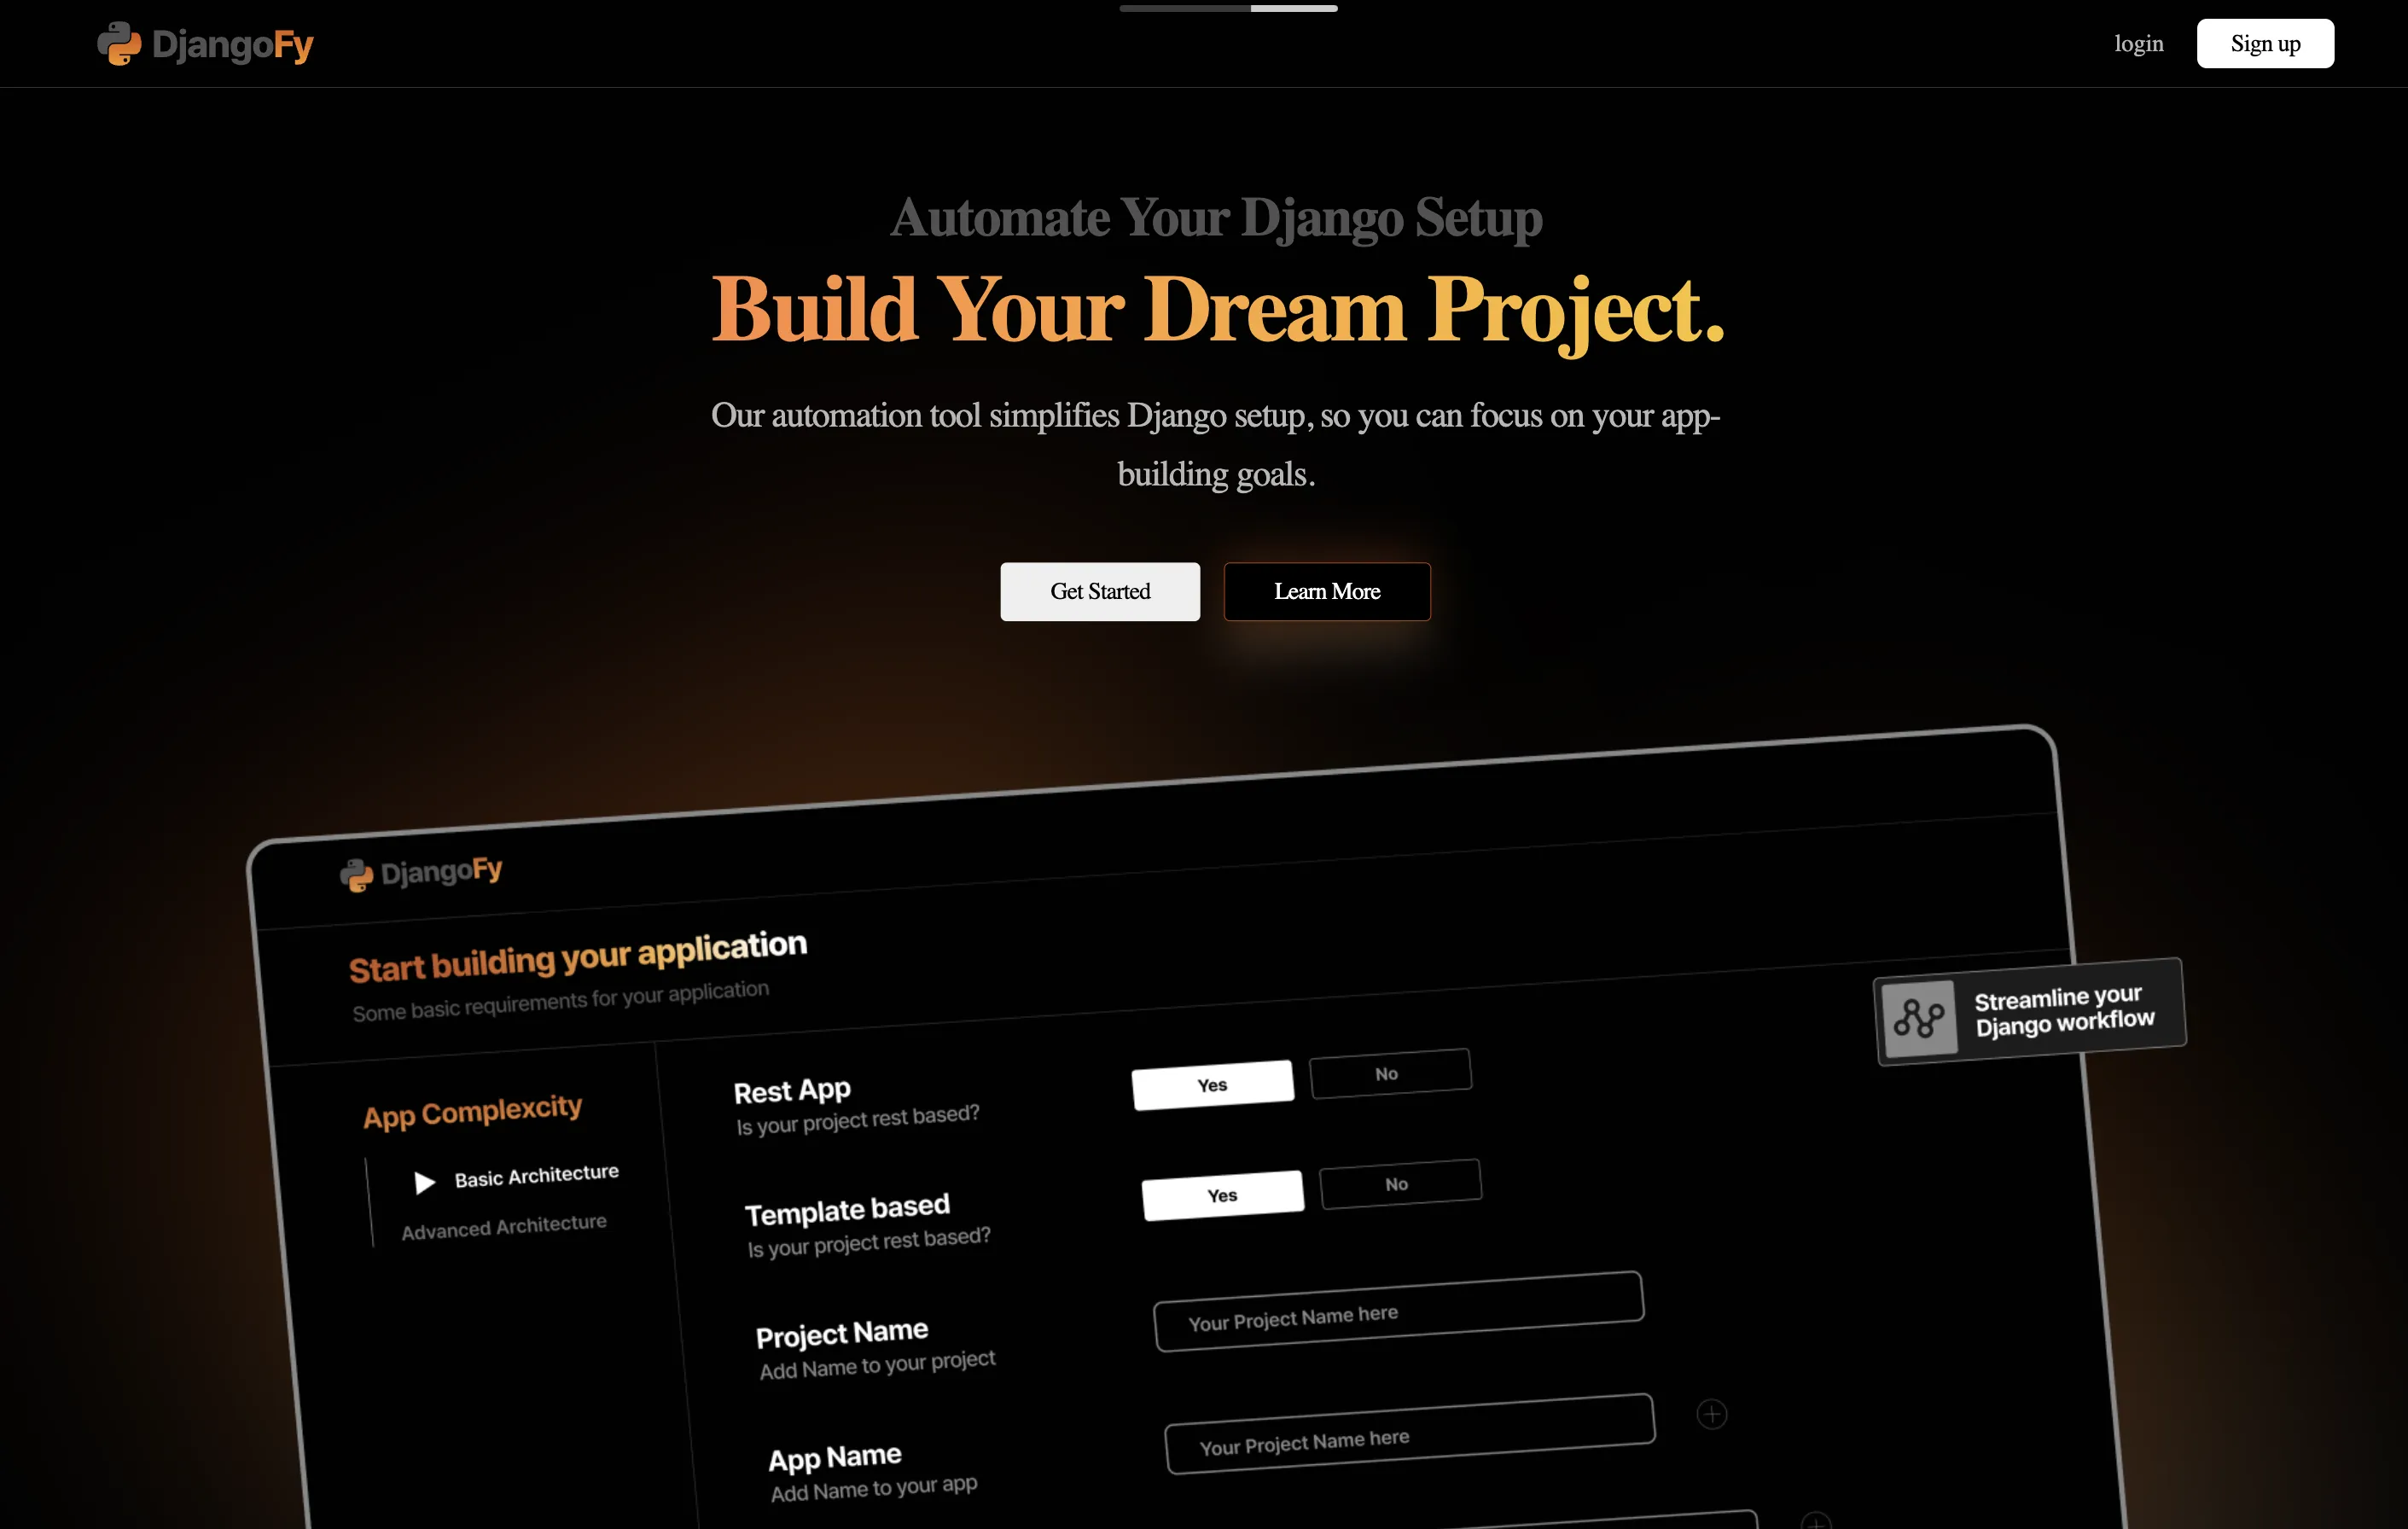 DjangoFy
login
Sign up
Automate Your Django Setup
Build Your Dream Project.
Our automation tool simplifies Django setup, so you can focus on your app-
building goals.
Get Started
Learn More
DjangoFy
Start building your application
Some basic requirements for your application
Streamline your
Django workflow
App Complexcity
Basic Architecture
Advanced Architecture
Rest App
Is your project rest based?
Yes
No
Template based
Is your project rest based?
Yes
No
Project Name
Add Name to your project
Your Project Name here
App Name
Add Name to your app
Your Project Name here